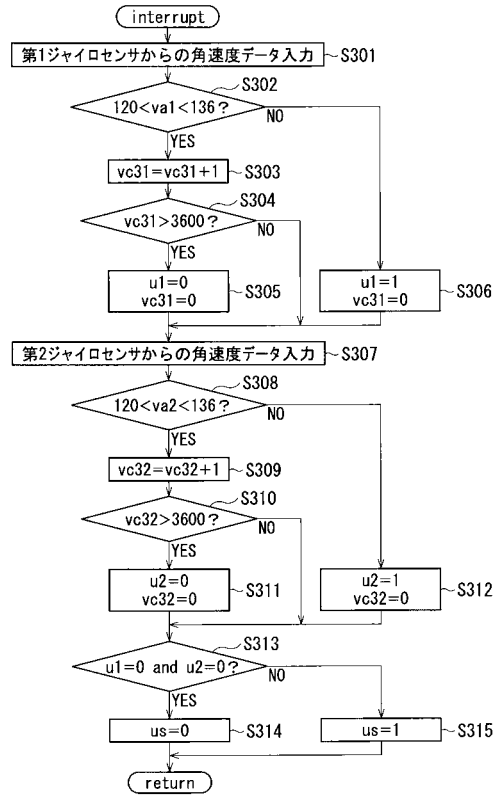 interrupt
第1ジャイロセンサからの角速度データ入力
S301
S302
120<va1<136?
NO
YES
vc31=vc31+1
S303
S304
vc31>3600?
NO
YES
u1=0
vc31=0
S305
u1=1
vc31=0
S306
第2ジャイロセンサからの角速度データ入力
S307
S308
120<va2<136?
NO
YES
vc32=vc32+1
S309
S310
vc32>3600?
NO
YES
u2=0
vc32=0
S311
u2=1
vc32=0
S312
S313
u1=0 and u2=0?
NO
YES
us=0
S314
us=1
S315
return